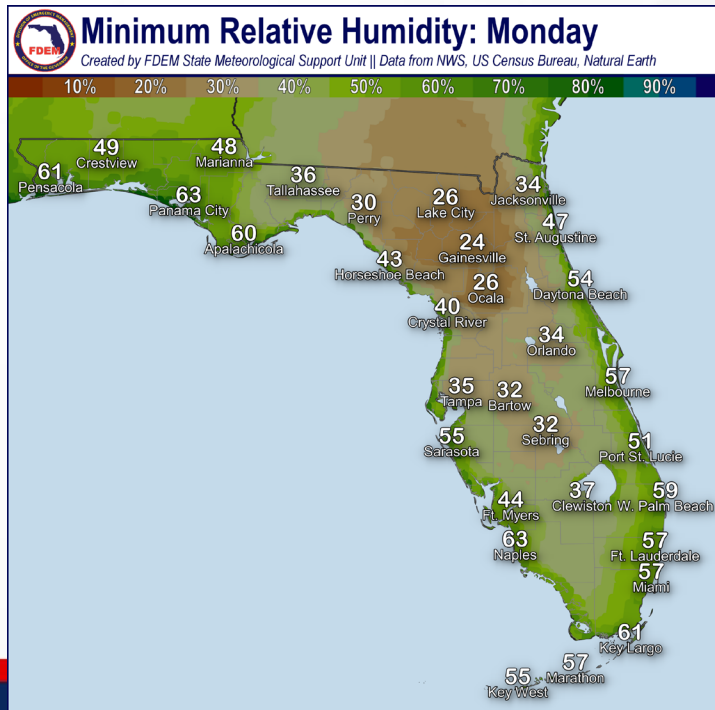 Minimum Relative Humidity: Monday
Created by FDEM State Meteorological Support Unit || Data from NWS, US Census Bureau, Natural Earth
FDEM
10% 20% 30% 40% 50% 60% 70% 80% 90%
49
Crestview
48
Marianna
61
Pensacola
63
Panama City
60
Apalachicola
36
Tallahassee
30
Perry
26
Lake City
34
Jacksonville
47
St. Augustine
24
Gainesville
43
Horseshoe Beach
26
Ocala
54
Daytona Beach
40
Crystal River
34
Orlando
57
Melbourne
35
Tampa
32
Bartow
32
Sebring
55
Sarasota
51
Port St. Lucie
44
Ft. Myers
37
Clewiston
59
W. Palm Beach
63
Naples
57
Ft. Lauderdale
57
Miami
61
Key Largo
57
Marathon
55
Key West